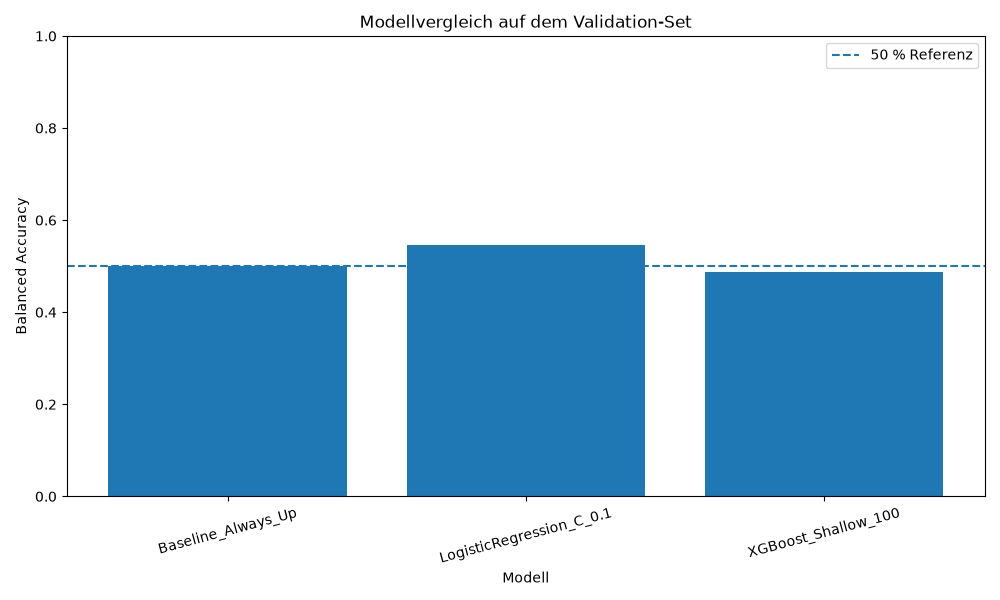 Modellvergleich auf dem Validation-Set
50 % Referenz
Balanced Accuracy
1.0
0.8
0.6
0.4
0.2
0.0
Baseline_Always_Up
LogisticRegression_C_0.1
XGBoost_Shallow_100
Modell